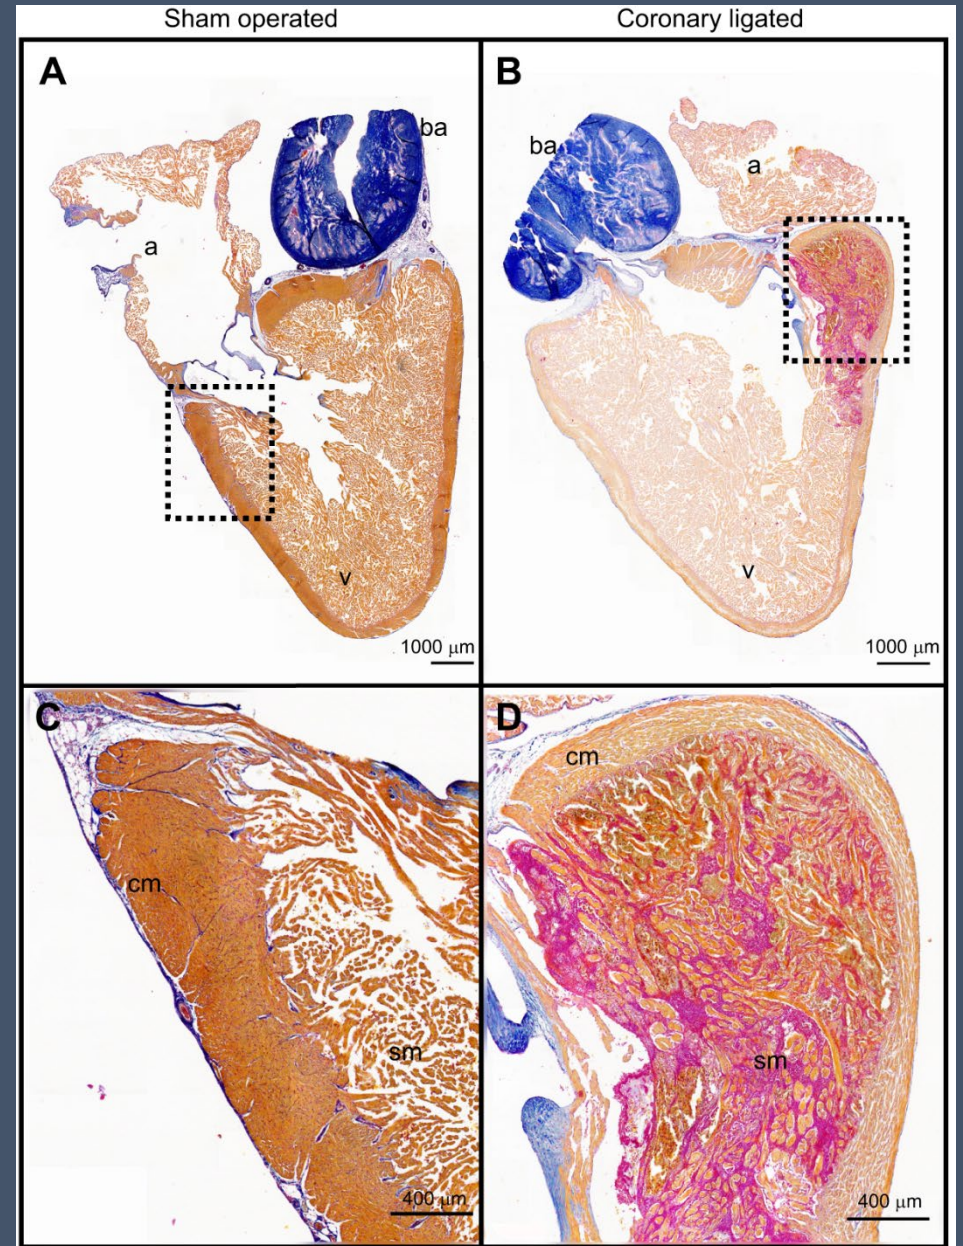 Sham operated
Coronary ligated
A
ba
a
v
1000 µm
B
ba
a
v
1000 µm
C
cm
sm
400 µm
D
cm
sm
400 µm